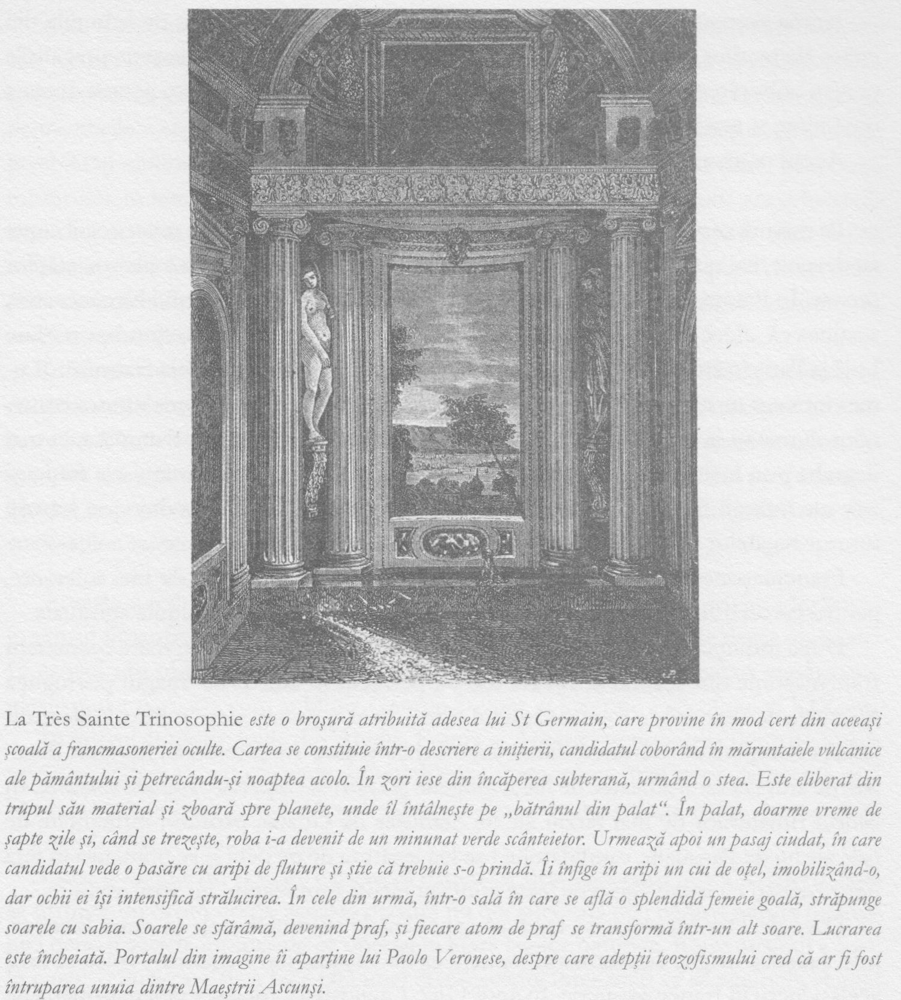 La Très Sainte Trinosophie este o broşură atribuită adesea lui St Germain, care provine în mod cert din aceeaşi
şcoală a francmasoneriei oculte. Cartea se constituie într-o descriere a iniţierii, candidatul coborând în măruntaiele vulcanice
ale pământului şi petrecându-şi noaptea acolo. În zori iese din încăperea subterană, urmând o stea. Este eliberat din
trupul său material şi zboară spre planete, unde îl întâlneşte pe „bătrânul din palat“. În palat, doarme vreme de
şapte zile şi, când se trezeşte, roba i-a devenit de un minunat verde scânteietor. Urmează apoi un pasaj ciudat, în care
candidatul vede o pasăre cu aripi de fluture şi ştie că trebuie s-o prindă. Îi înfige în aripi un cui de oţel, imobilizând-o,
dar ochii ei îşi intensifică strălucirea. În cele din urmă, într-o sală în care se află o splendidă femeie goală, străpunge
soarele cu sabia. Soarele se sfărâmă, devenind praf, şi fiecare atom de praf se transformă într-un alt soare. Lucrarea
este încheiată. Portalul din imagine îi aparţine lui Paolo Veronese, despre care adepţii teozofismului cred că ar fi fost
întruparea unuia dintre Maeştrii Ascunşi.